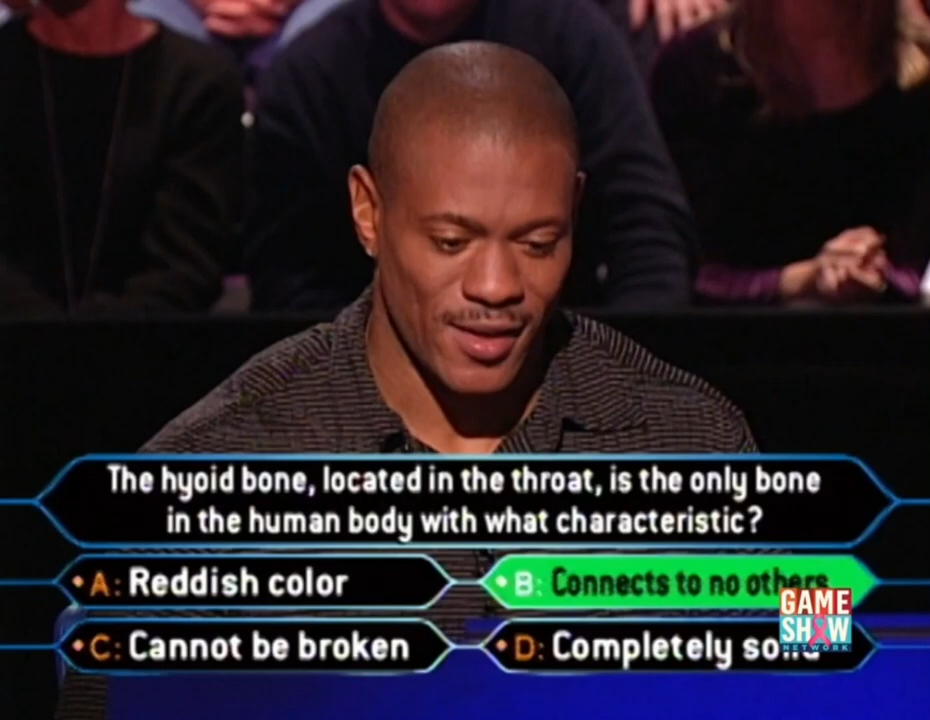 The hyoid bone, located in the throat, is the only bone
in the human body with what characteristic?
A: Reddish color
B: Connects to no others
C: Cannot be broken
D: Completely
GAME
SHOW
NETWORK